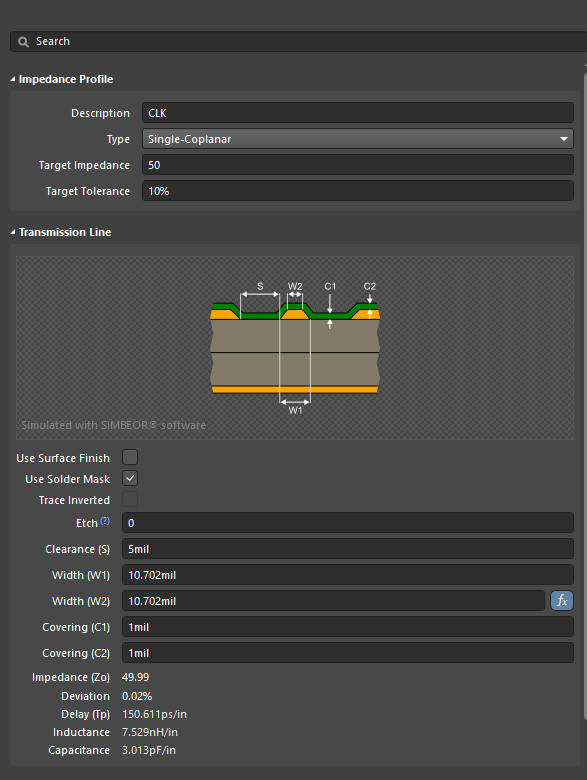 Search
Impedance Profile
Description CLK
Type Single-Coplanar
Target Impedance 50
Target Tolerance 10%
Transmission Line
S W2 C1 C2
W1
Simulated with SIMBEOR® software
Use Surface Finish
Use Solder Mask
Trace Inverted
Etch (?) 0
Clearance (S) 5mil
Width (W1) 10.702mil
Width (W2) 10.702mil fx
Covering (C1) 1mil
Covering (C2) 1mil
Impedance (Zo) 49.99
Deviation 0.02%
Delay (Tp) 150.611ps/in
Inductance 7.529nH/in
Capacitance 3.013pF/in